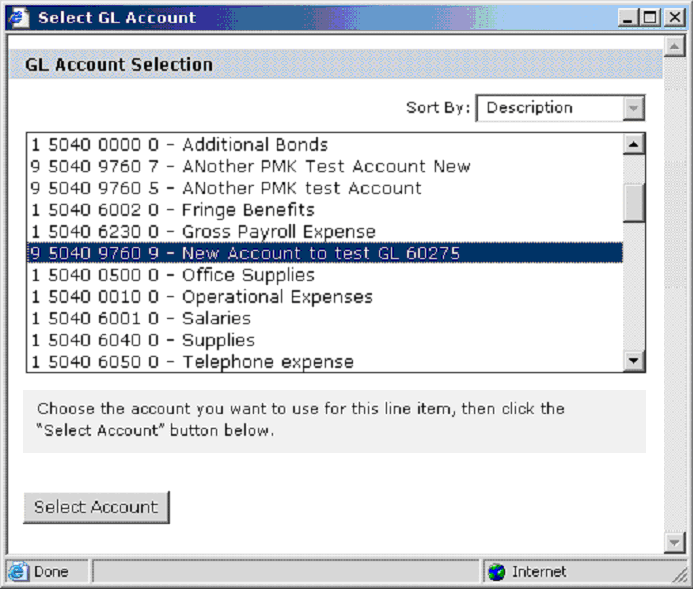 Select GL Account
GL Account Selection
Sort By: Description
1 5040 0000 0 - Additional Bonds
9 5040 9760 7 - ANother PMK Test Account New
9 5040 9760 5 - ANother PMK test Account
1 5040 6002 0 - Fringe Benefits
1 5040 6230 0 - Gross Payroll Expense
9 5040 9760 9 - New Account to test GL 60275
1 5040 0500 0 - Office Supplies
1 5040 0010 0 - Operational Expenses
1 5040 6001 0 - Salaries
1 5040 6040 0 - Supplies
1 5040 6050 0 - Telephone expense
Choose the account you want to use for this line item, then click the
“Select Account” button below.
Select Account
Done
Internet